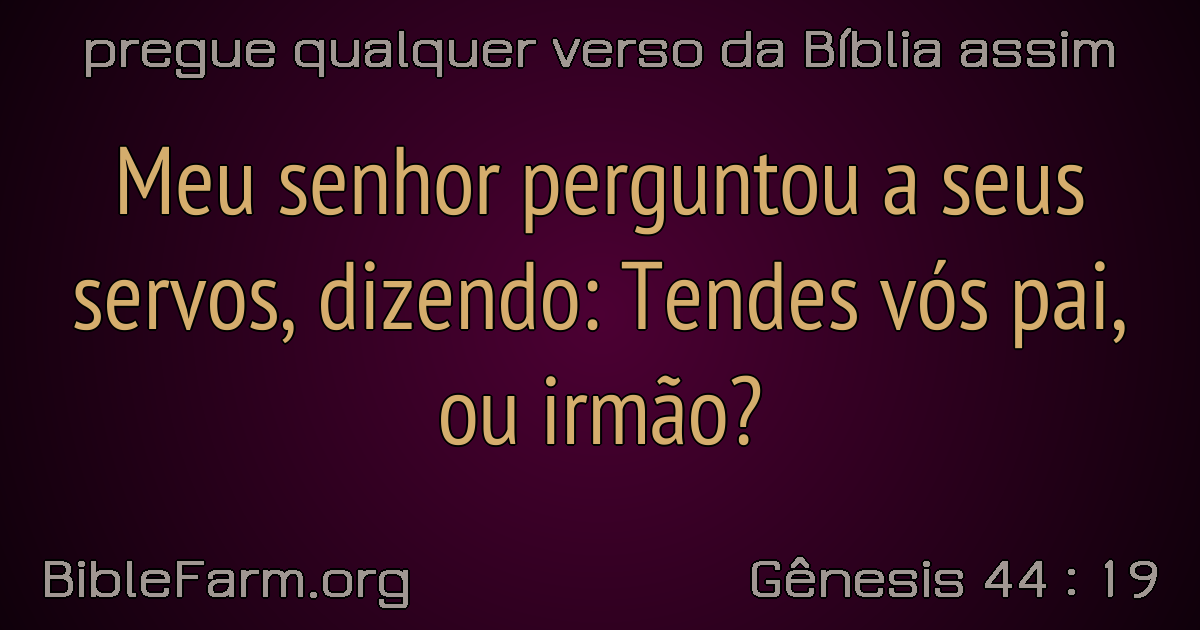 pregue qualquer verso da Bíblia assim
Meu senhor perguntou a seus
servos, dizendo: Tendes vós pai,
ou irmão?
BibleFarm.org
Gênesis 44 : 19